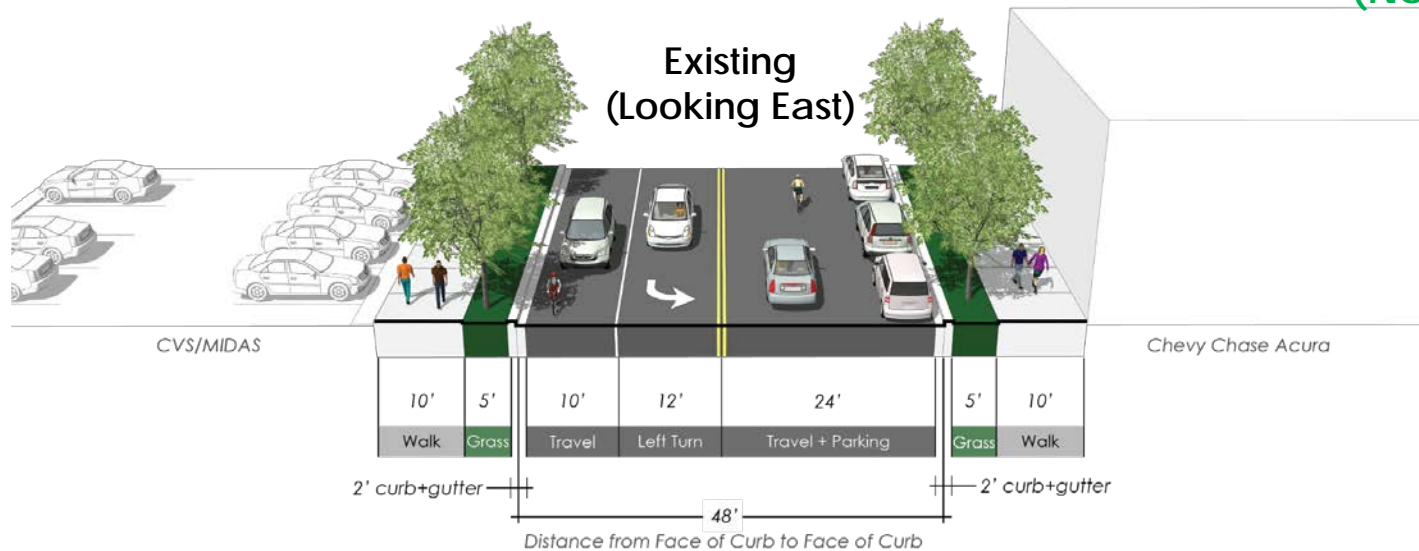 (No
Existing
(Looking East)
CVS/MIDAS
Chevy Chase Acura
10' 5' 10' 12' 24' 5' 10'
Walk Grass Travel Left Turn Travel + Parking Grass Walk
2' curb+gutter 2' curb+gutter
48'
Distance from Face of Curb to Face of Curb